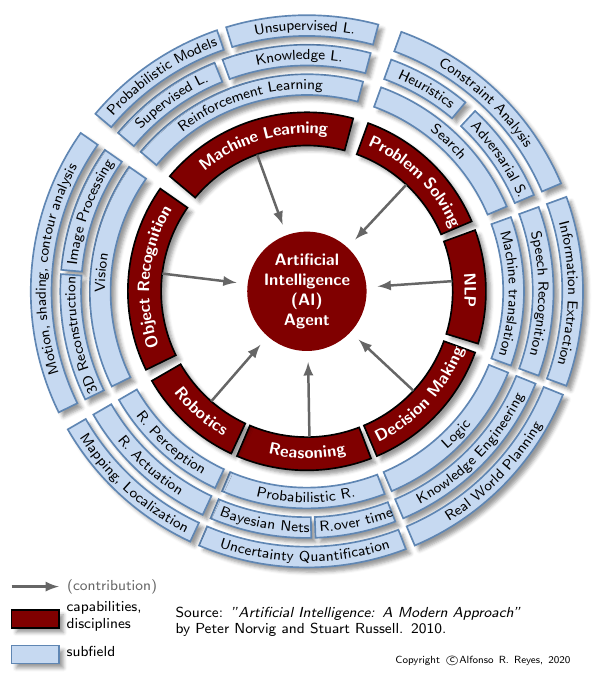 Unsupervised L.
Probabilistic Models
Knowledge L.
Supervised L.
Reinforcement Learning
Machine Learning
Constraint Analysis
Heuristics
Adversarial S.
Search
Problem Solving
Motion, shading, contour analysis
Image Processing
3D Reconstruction
Vision
Object Recognition
Artificial
Intelligence
(AI)
Agent
NLP
Machine translation
Speech Recognition
Information Extraction
Robotics
R. Perception
R. Actuation
Mapping, Localization
Reasoning
Probabilistic R.
Bayesian Nets
R.over time
Uncertainty Quantification
Decision Making
Logic
Knowledge Engineering
Real World Planning
(contribution)
capabilities,
disciplines
subfield
Source: "Artificial Intelligence: A Modern Approach"
by Peter Norvig and Stuart Russell. 2010.
Copyright ©Alfonso R. Reyes, 2020